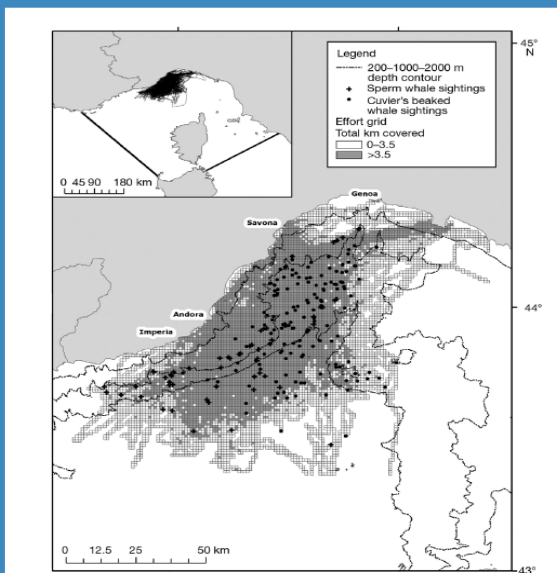 45°
N
Legend
200–1000–2000 m
depth contour
Sperm whale sightings
Cuvier's beaked
whale sightings
Effort grid
Total km covered
0–3.5
>3.5
0 45 90 180 km
Genoa
Savona
44°
Andora
Imperia
0 12.5 25 50 km
43°